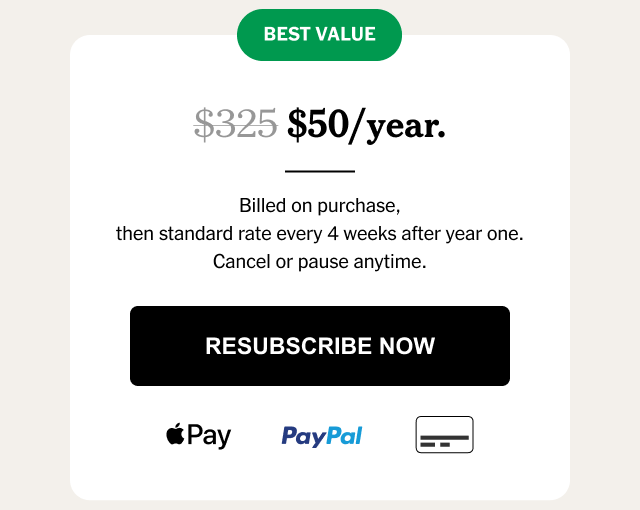 BEST VALUE
$325 $50/year.
Billed on purchase,
then standard rate every 4 weeks after year one.
Cancel or pause anytime.
RESUBSCRIBE NOW
Pay PayPal